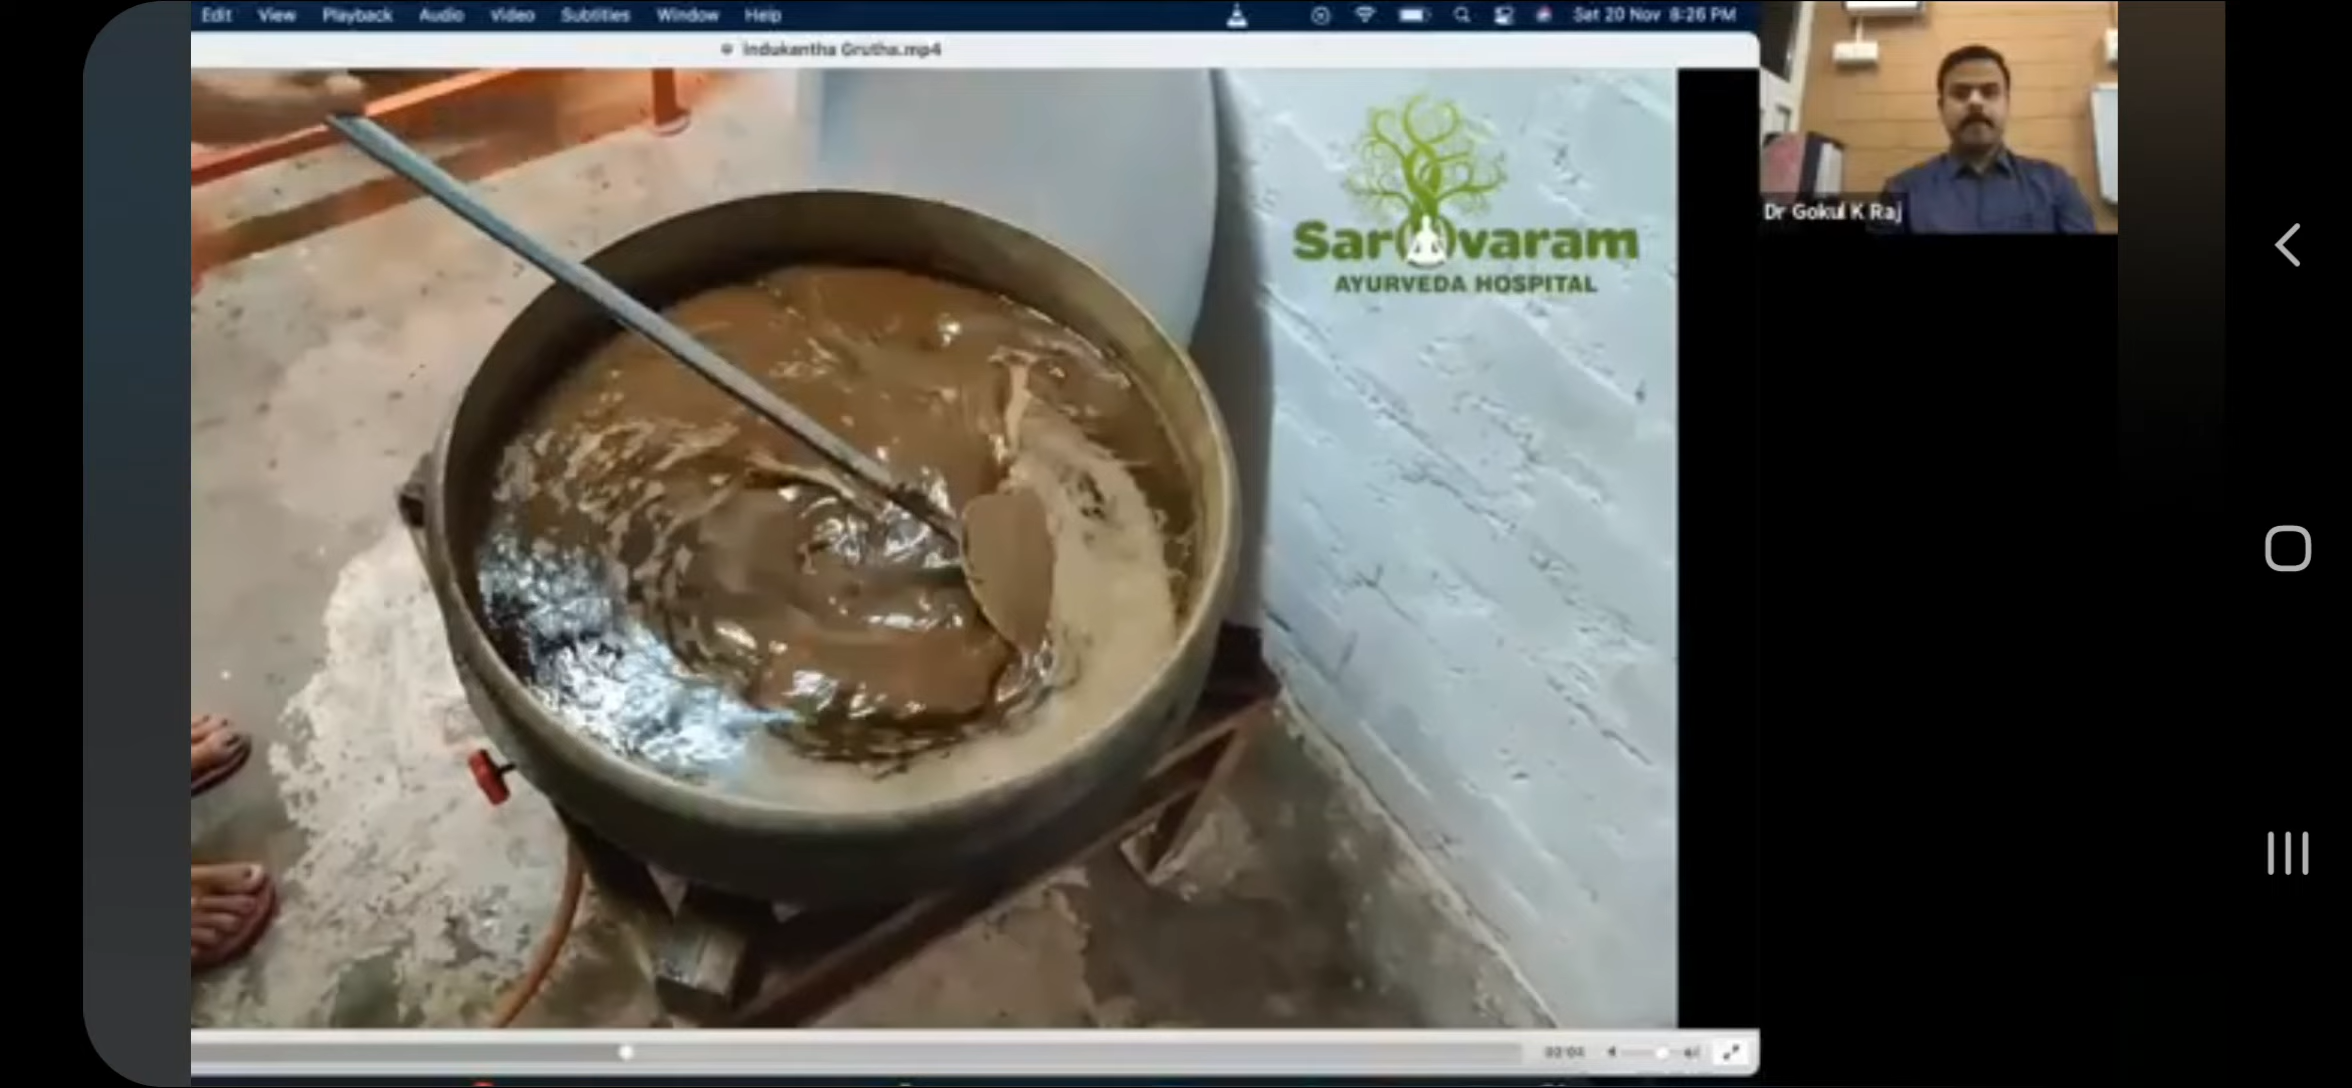 Edit View Playback Audio Video Subtitles Window Help Sat 20 Nov 8:26 PM
Indukantha Grutha.mp4
Sarovaram
AYURVEDA HOSPITAL
Dr Gokul K Raj
02:04